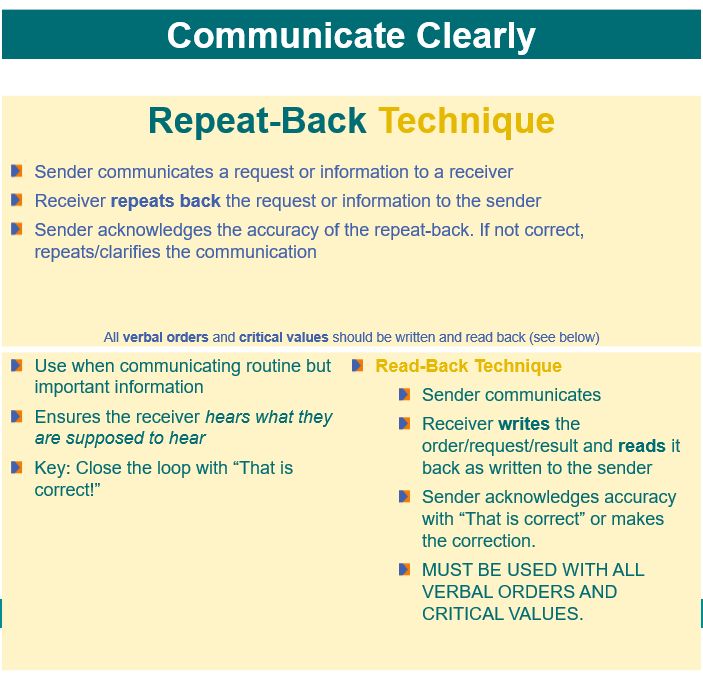 Communicate Clearly
Repeat-Back Technique
Sender communicates a request or information to a receiver
Receiver repeats back the request or information to the sender
Sender acknowledges the accuracy of the repeat-back. If not correct,
repeats/clarifies the communication
All verbal orders and critical values should be written and read back (see below)
Use when communicating routine but
important information
Ensures the receiver hears what they
are supposed to hear
Key: Close the loop with “That is
correct!”
Read-Back Technique
Sender communicates
Receiver writes the
order/request/result and reads it
back as written to the sender
Sender acknowledges accuracy
with “That is correct” or makes
the correction.
MUST BE USED WITH ALL
VERBAL ORDERS AND
CRITICAL VALUES.